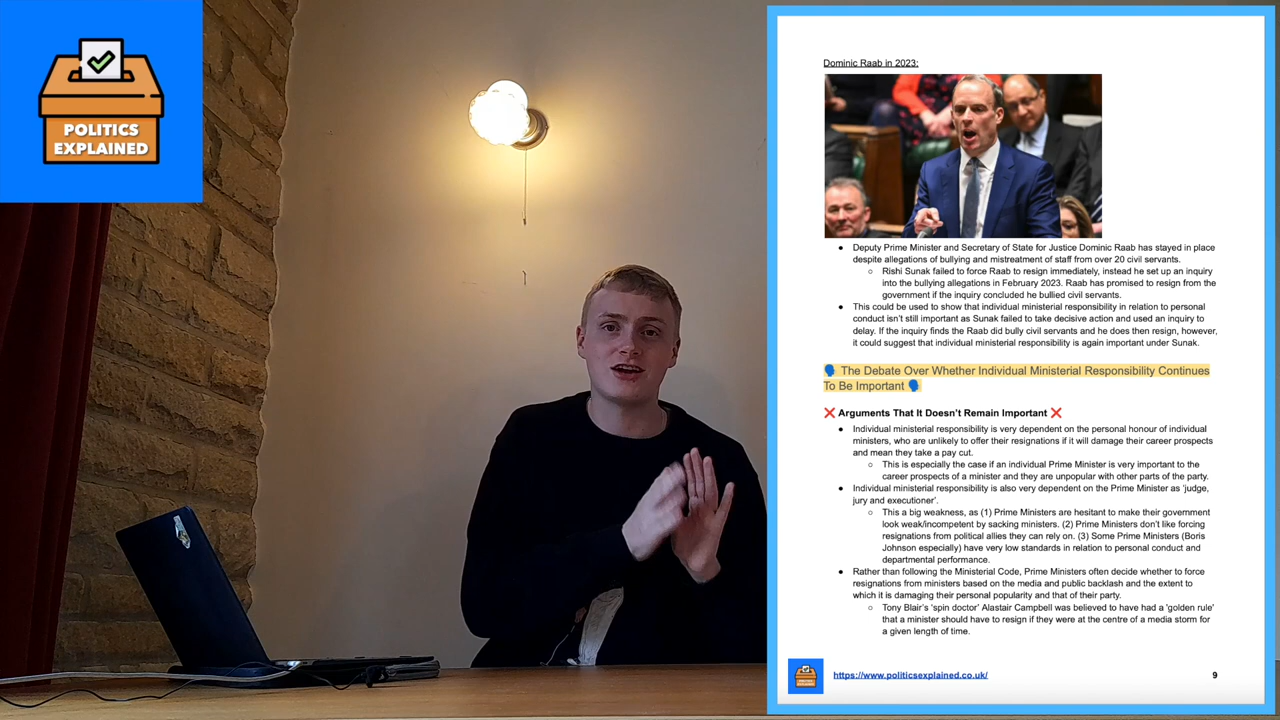 POLITICS
EXPLAINED
Dominic Raab in 2023:
● Deputy Prime Minister and Secretary of State for Justice Dominic Raab has stayed in place
despite allegations of bullying and mistreatment of staff from over 20 civil servants.
○ Rishi Sunak failed to force Raab to resign immediately, instead he set up an inquiry
into the bullying allegations in February 2023. Raab has promised to resign from the
government if the inquiry concluded he bullied civil servants.
● This could be used to show that individual ministerial responsibility in relation to personal
conduct isn't still important as Sunak failed to take decisive action and used an inquiry to
delay. If the inquiry finds the Raab did bully civil servants and he does then resign, however,
it could suggest that individual ministerial responsibility is again important under Sunak.
🗣️ The Debate Over Whether Individual Ministerial Responsibility Continues
To Be Important 🗣️
❌ Arguments That It Doesn't Remain Important ❌
● Individual ministerial responsibility is very dependent on the personal honour of individual
ministers, who are unlikely to offer their resignations if it will damage their career prospects
and mean they take a pay cut.
○ This is especially the case if an individual Prime Minister is very important to the
career prospects of a minister and they are unpopular with other parts of the party.
● Individual ministerial responsibility is also very dependent on the Prime Minister as 'judge,
jury and executioner'.
○ This a big weakness, as (1) Prime Ministers are hesitant to make their government
look weak/incompetent by sacking ministers. (2) Prime Ministers don't like forcing
resignations from political allies they can rely on. (3) Some Prime Ministers (Boris
Johnson especially) have very low standards in relation to personal conduct and
departmental performance.
● Rather than following the Ministerial Code, Prime Ministers often decide whether to force
resignations from ministers based on the media and public backlash and the extent to
which it is damaging their personal popularity and that of their party.
○ Tony Blair's 'spin doctor' Alastair Campbell was believed to have had a 'golden rule'
that a minister should have to resign if they were at the centre of a media storm for
a given length of time.
POLITICS
EXPLAINED
https://www.politicsexplained.co.uk/
9